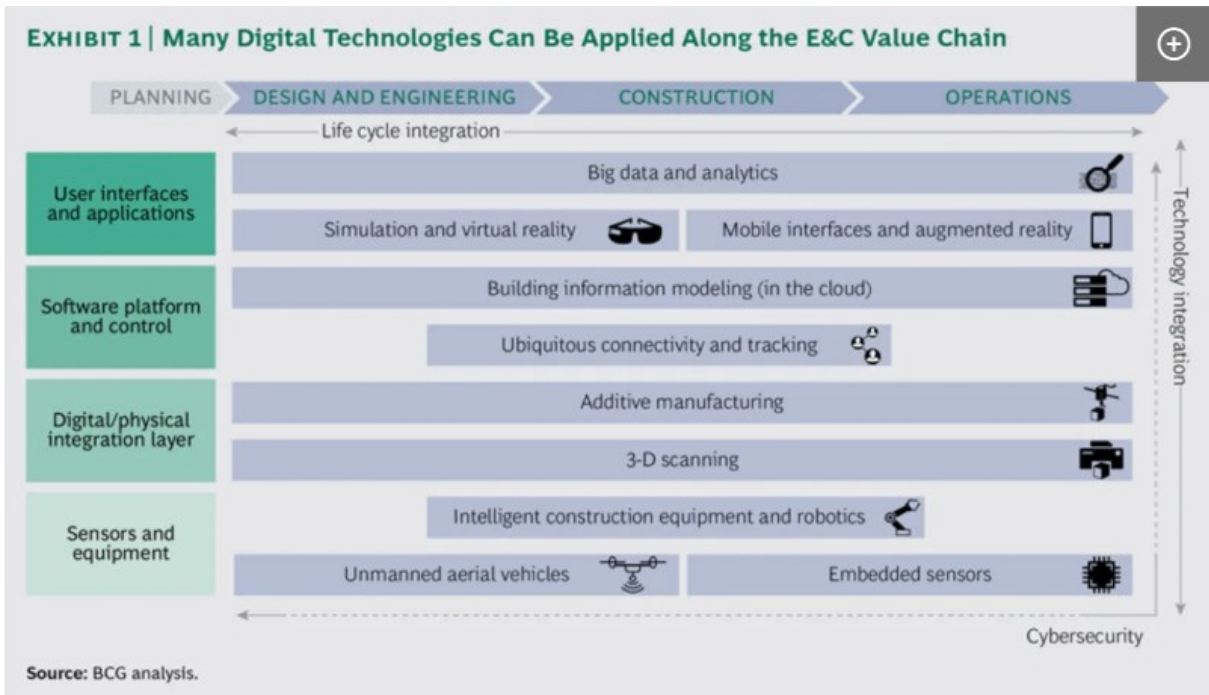 EXHIBIT 1 | Many Digital Technologies Can Be Applied Along the E&C Value Chain
PLANNING
DESIGN AND ENGINEERING
CONSTRUCTION
OPERATIONS
Life cycle integration
User interfaces
and applications
Big data and analytics
Simulation and virtual reality
Mobile interfaces and augmented reality
Software platform
and control
Building information modeling (in the cloud)
Ubiquitous connectivity and tracking
Digital/physical
integration layer
Additive manufacturing
3-D scanning
Sensors and
equipment
Intelligent construction equipment and robotics
Unmanned aerial vehicles
Embedded sensors
Technology integration
Cybersecurity
Source: BCG analysis.